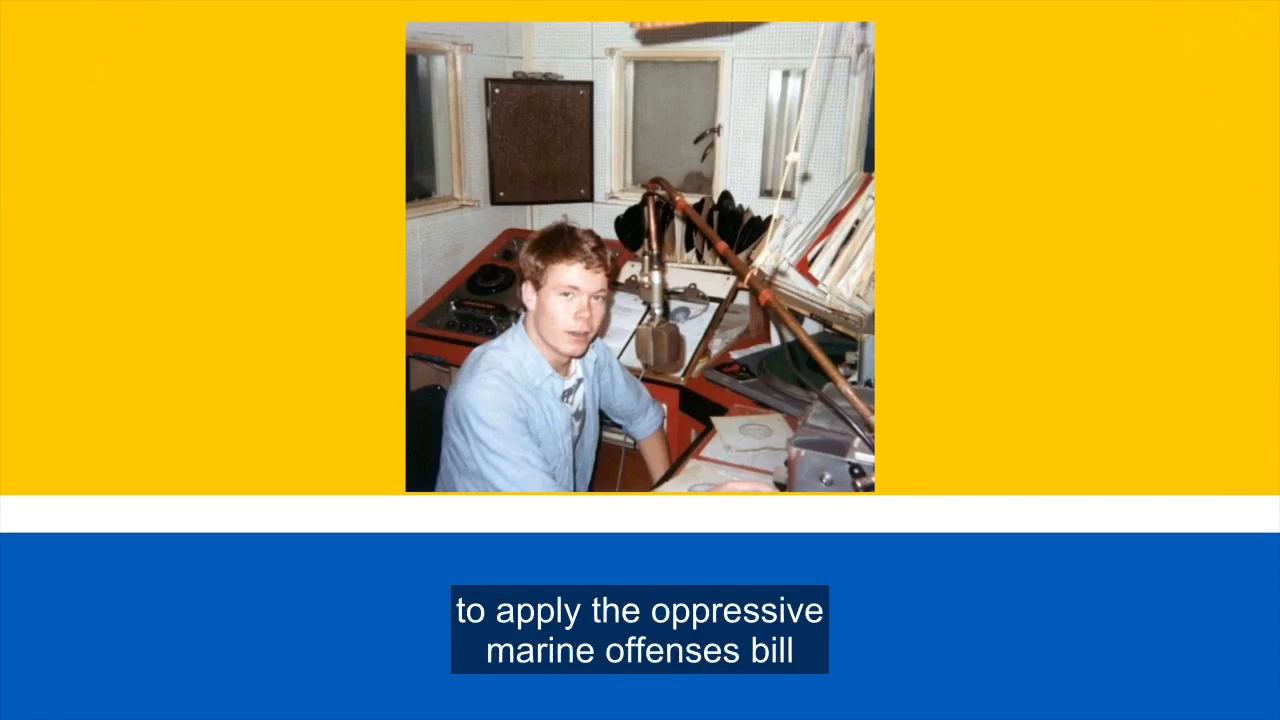 to apply the oppressive
marine offenses bill